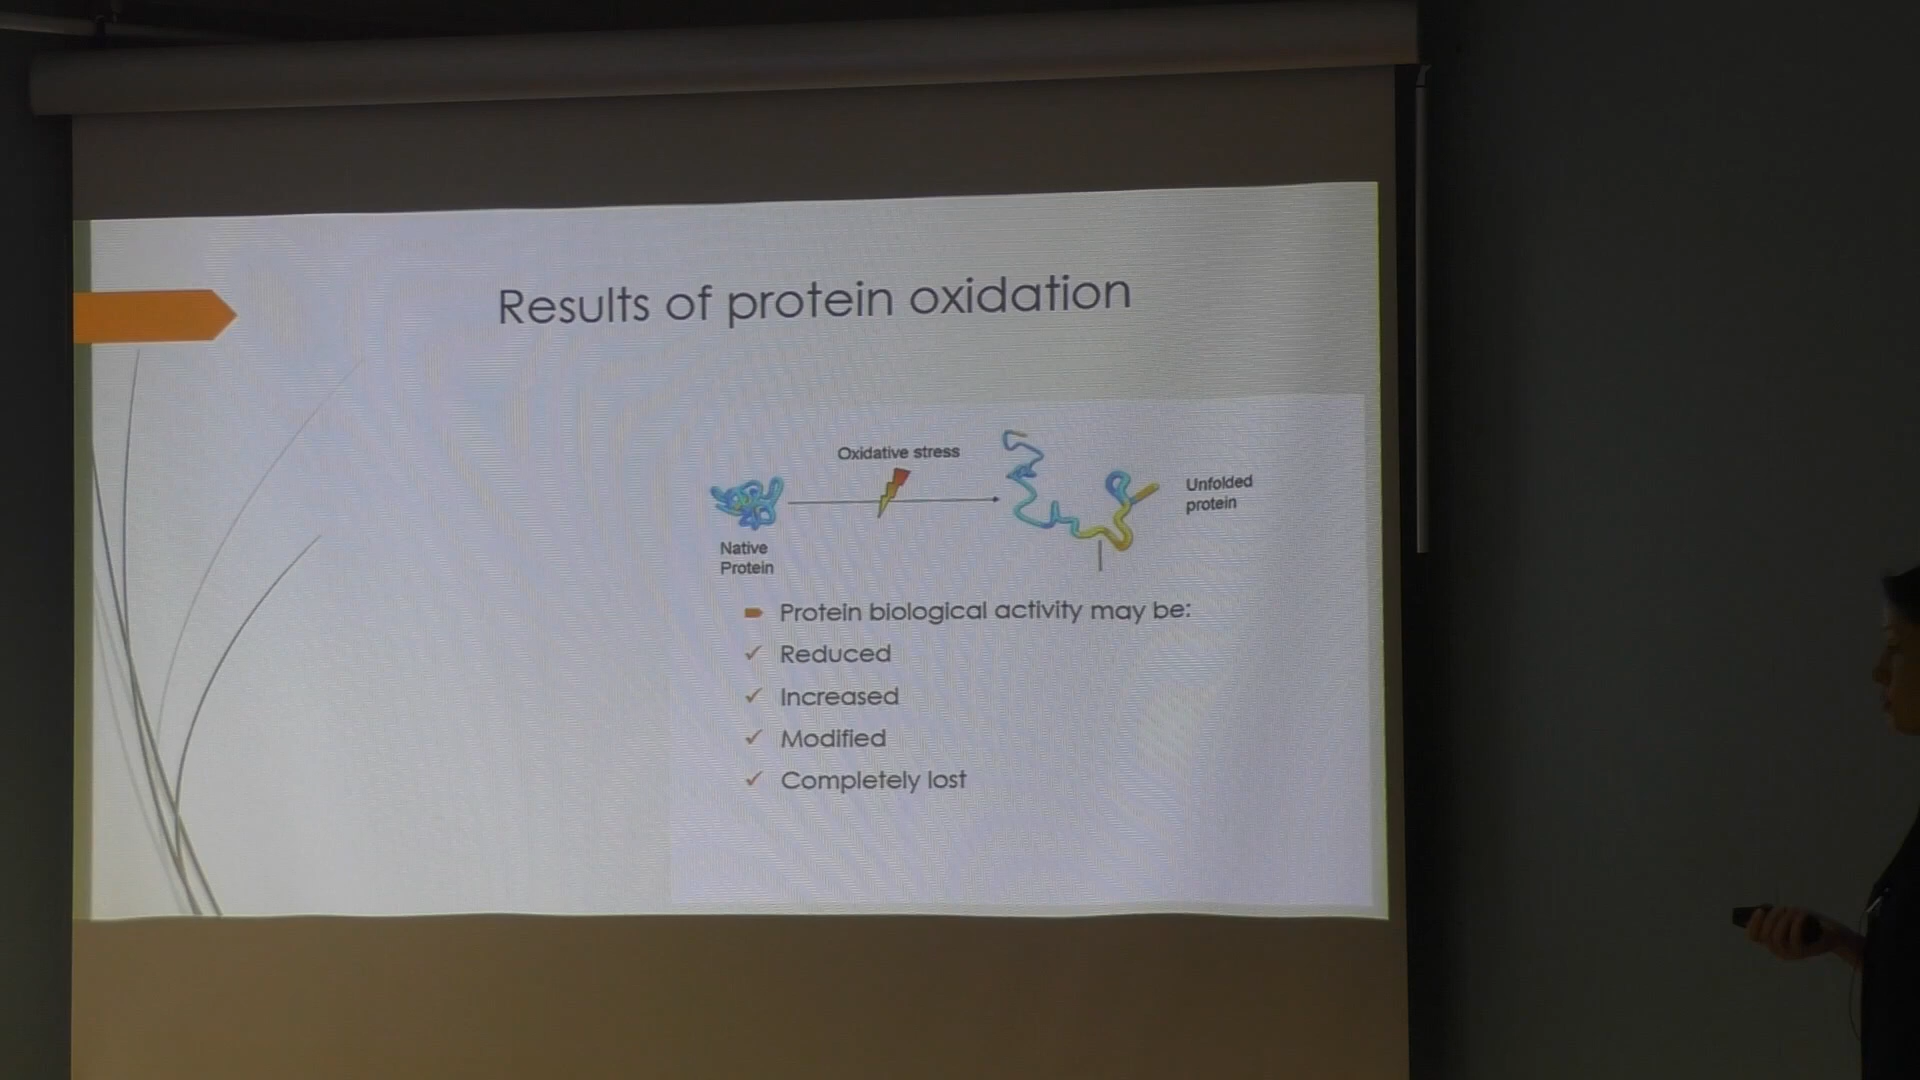 Results of protein oxidation
Oxidative stress
Native
Protein
Unfolded
protein
Protein biological activity may be:
Reduced
Increased
Modified
Completely lost